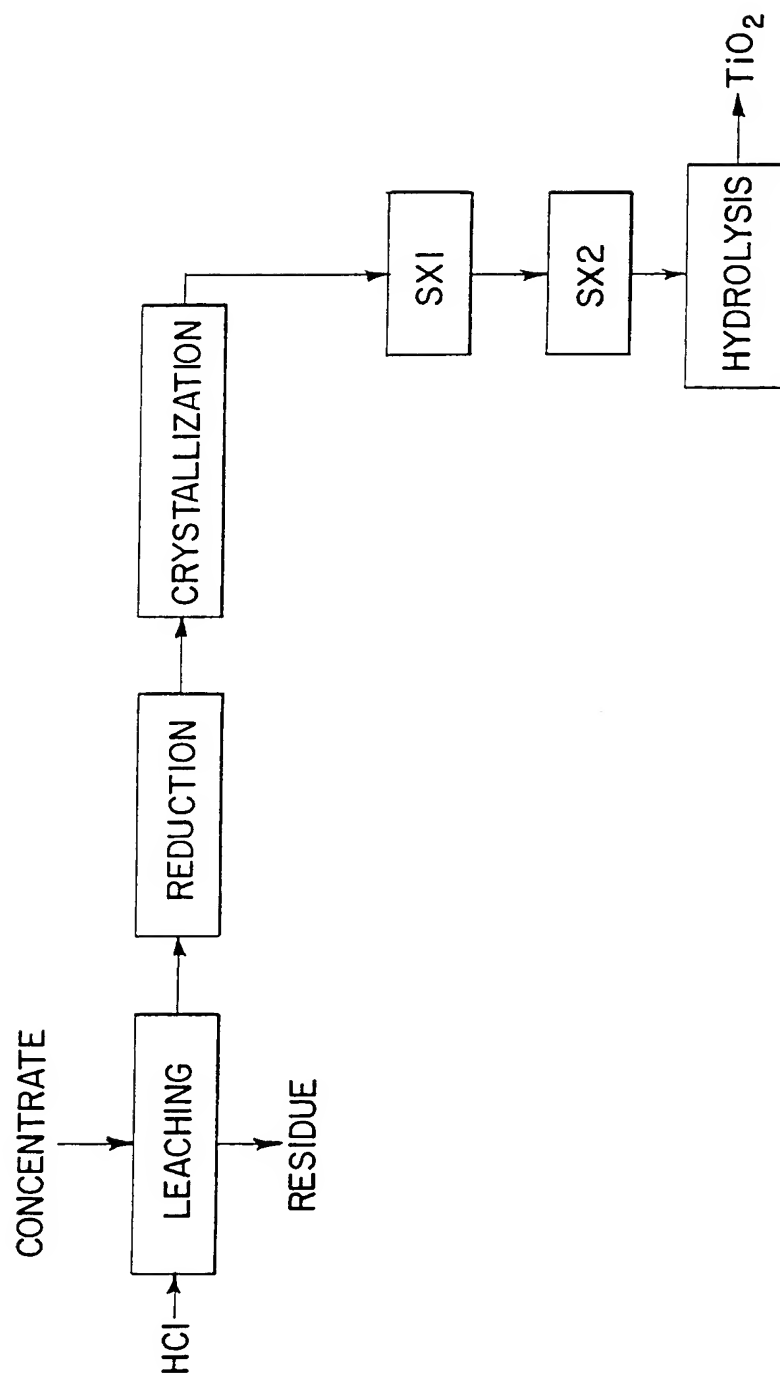 CONCENTRATE
HCl
LEACHING
RESIDUE
REDUCTION
CRYSTALLIZATION
SX1
SX2
HYDROLYSIS
TiO₂